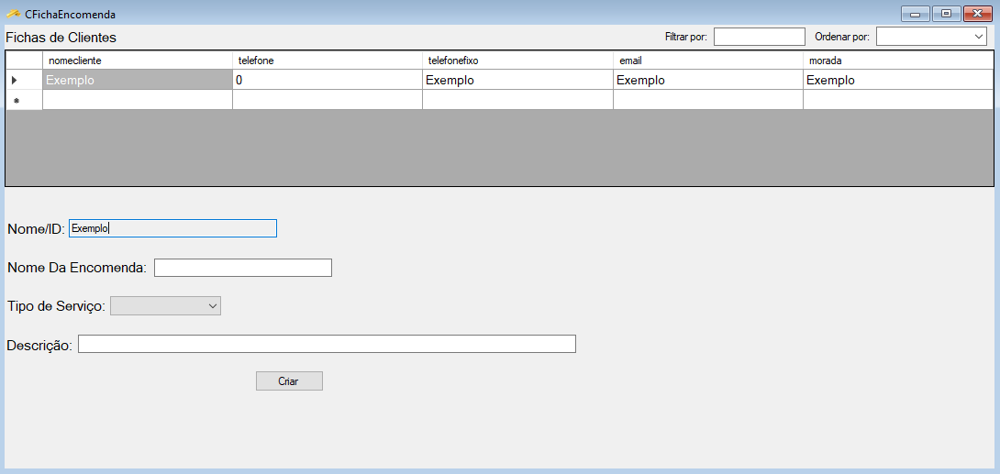 CFichaEncomenda
Fichas de Clientes Filtrar por: Ordenar por:
nomecliente telefone telefonefixo email morada
Exemplo 0 Exemplo Exemplo Exemplo
Nome/ID: Exemplo
Nome Da Encomenda:
Tipo de Serviço:
Descrição:
Criar